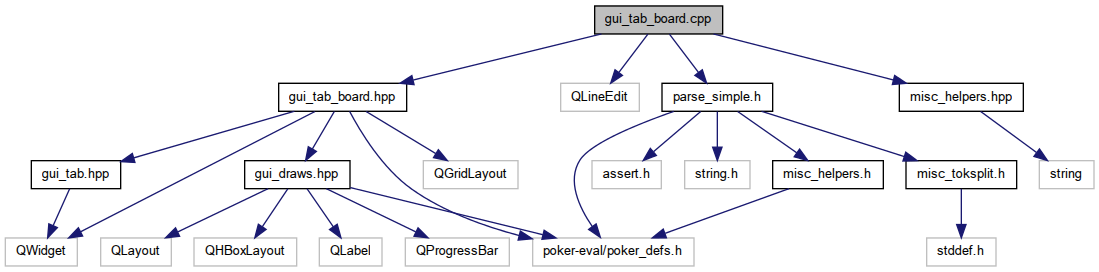 gui_tab_board.cpp
gui_tab_board.hpp
QLineEdit
parse_simple.h
misc_helpers.hpp
gui_tab.hpp
gui_draws.hpp
QGridLayout
assert.h
string.h
misc_helpers.h
misc_toksplit.h
string
QWidget
QLayout
QHBoxLayout
QLabel
QProgressBar
poker-eval/poker_defs.h
stddef.h